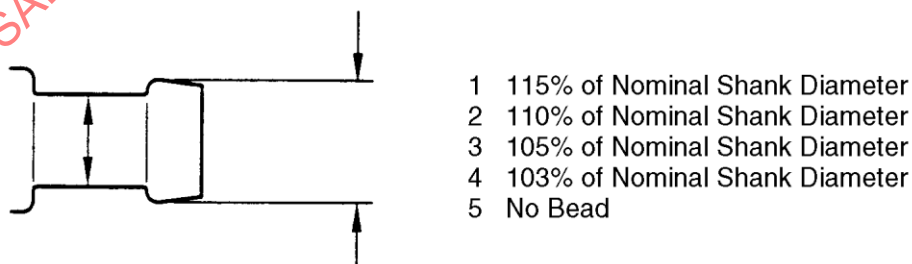 SA
1 115% of Nominal Shank Diameter
2 110% of Nominal Shank Diameter
3 105% of Nominal Shank Diameter
4 103% of Nominal Shank Diameter
5 No Bead